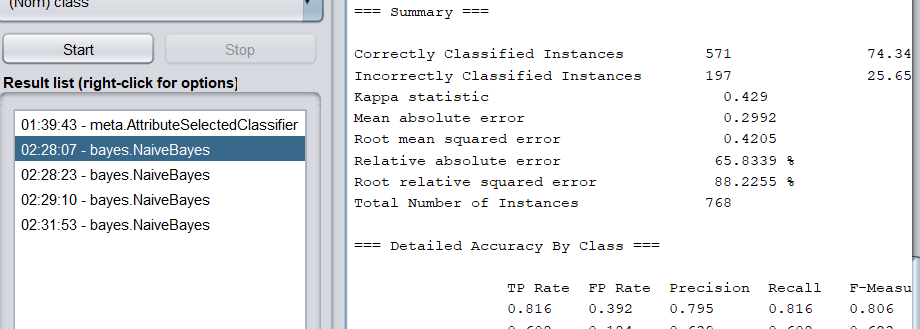 (Nom) class
Start
Stop
Result list (right-click for options)
01:39:43 - meta.AttributeSelectedClassifier
02:28:07 - bayes.NaiveBayes
02:28:23 - bayes.NaiveBayes
02:29:10 - bayes.NaiveBayes
02:31:53 - bayes.NaiveBayes
=== Summary ===
Correctly Classified Instances 571 74.34
Incorrectly Classified Instances 197 25.65
Kappa statistic 0.429
Mean absolute error 0.2992
Root mean squared error 0.4205
Relative absolute error 65.8339 %
Root relative squared error 88.2255 %
Total Number of Instances 768
=== Detailed Accuracy By Class ===
TP Rate FP Rate Precision Recall F-Measu
0.816 0.392 0.795 0.816 0.806